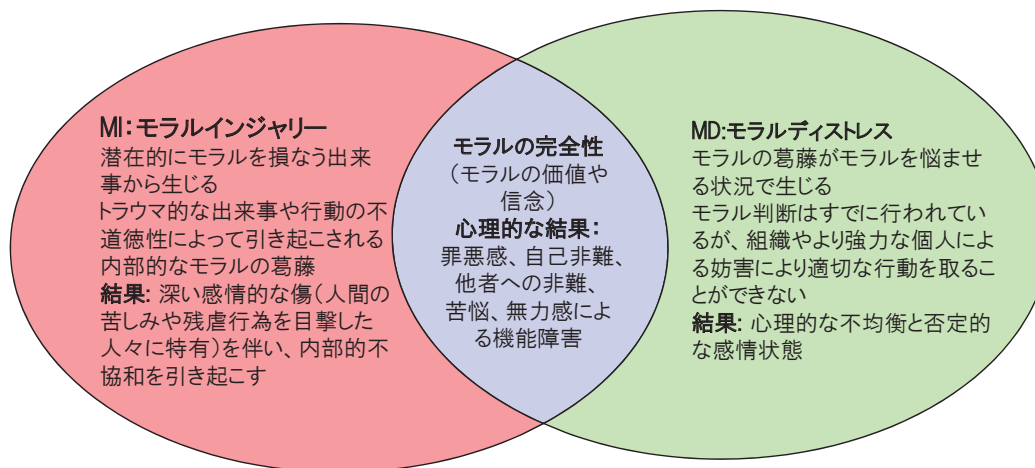 MI：モラルインジャリー
潜在的にモラルを損なう出来
事から生じる
トラウマ的な出来事や行動の不
道徳性によって引き起こされる
内部的なモラルの葛藤
結果: 深い感情的な傷（人間の
苦しみや残虐行為を目撃した
人々に特有）を伴い、内部的不
協和を引き起こす
モラルの完全性
（モラルの価値や
信念）
心理的な結果：
罪悪感、自己非難、
他者への非難、
苦悩、無力感によ
る機能障害
MD:モラルディストレス
モラルの葛藤がモラルを悩ませ
る状況で生じる
モラル判断はすでに行われてい
るが、組織やより強力な個人によ
る妨害により適切な行動を取るこ
とができない
結果: 心理的な不均衡と否定的
な感情状態